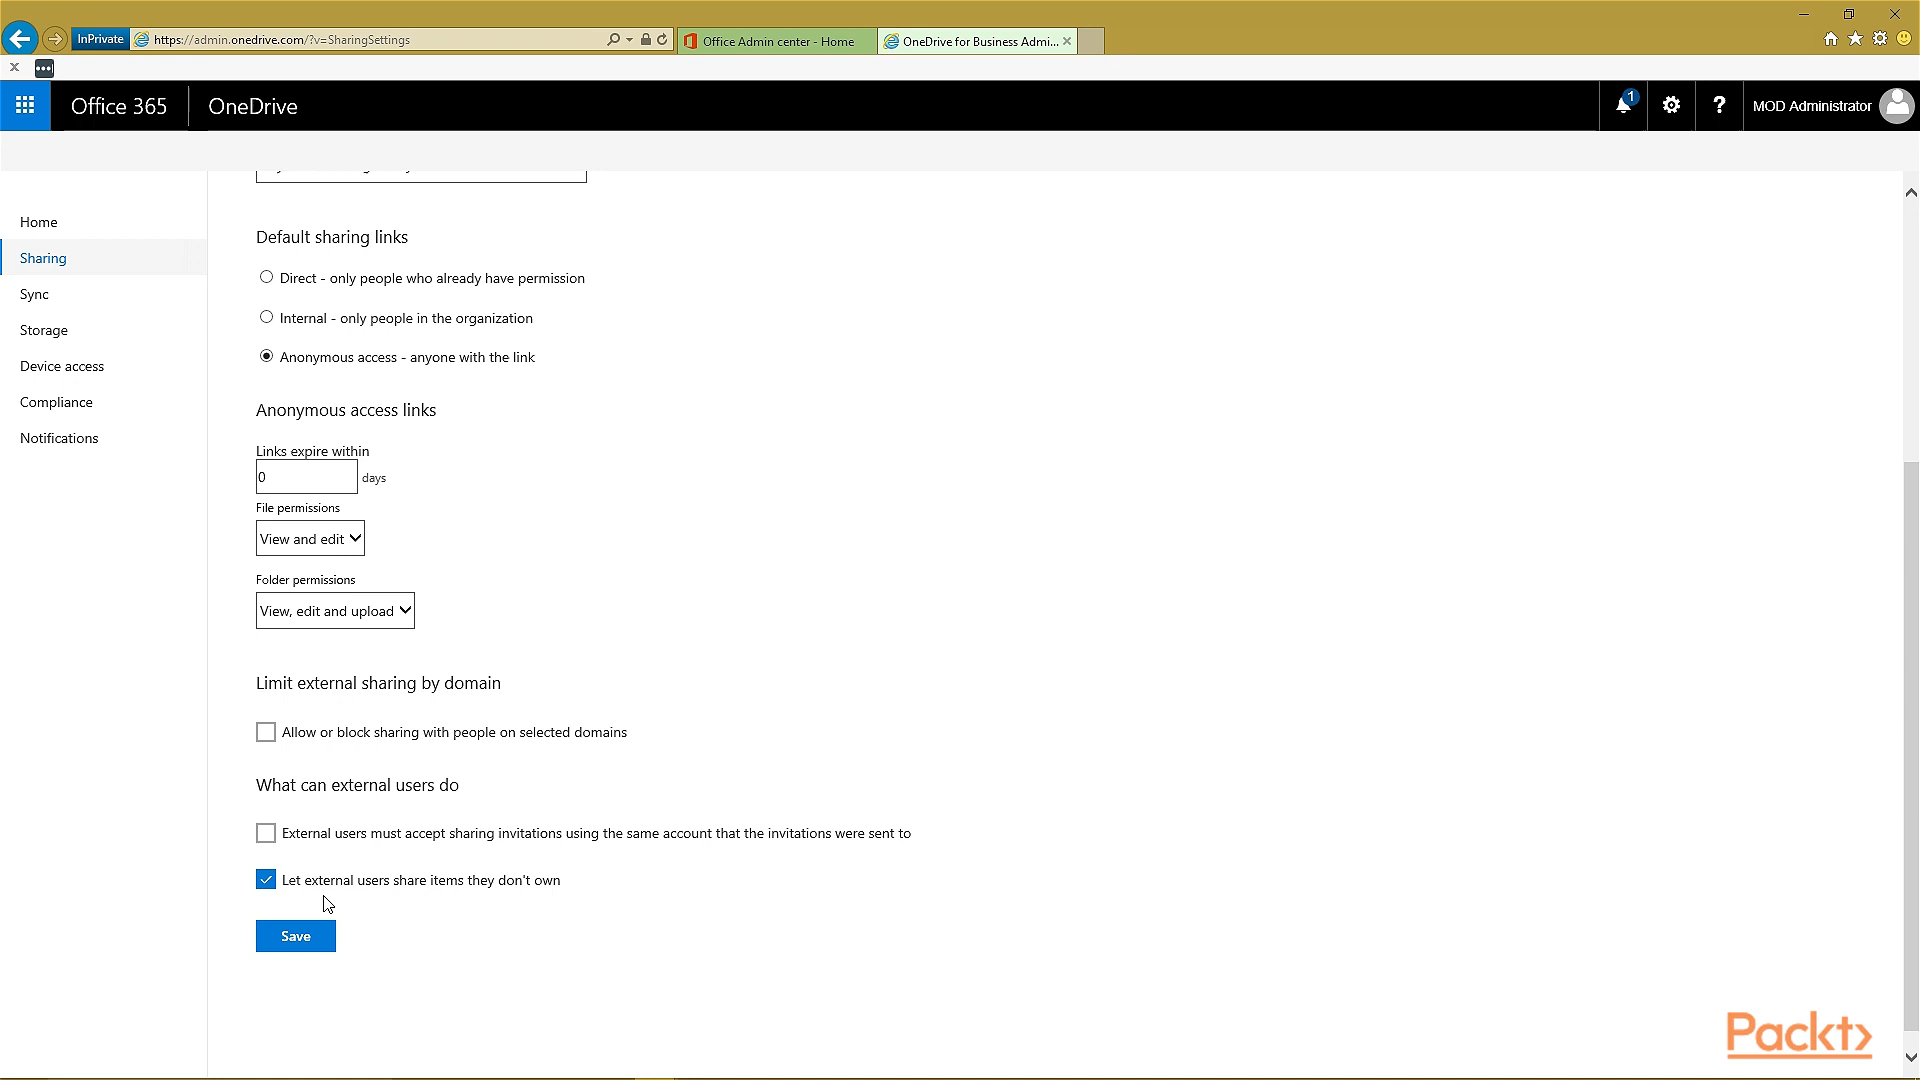 InPrivate
https://admin.onedrive.com/?v=SharingSettings
Office Admin center - Home
OneDrive for Business Admi...
Office 365
OneDrive
1
?
MOD Administrator
Home
Sharing
Sync
Storage
Device access
Compliance
Notifications
Default sharing links
Direct - only people who already have permission
Internal - only people in the organization
Anonymous access - anyone with the link
Anonymous access links
Links expire within
0
days
File permissions
View and edit
Folder permissions
View, edit and upload
Limit external sharing by domain
Allow or block sharing with people on selected domains
What can external users do
External users must accept sharing invitations using the same account that the invitations were sent to
Let external users share items they don't own
Save
Packt>